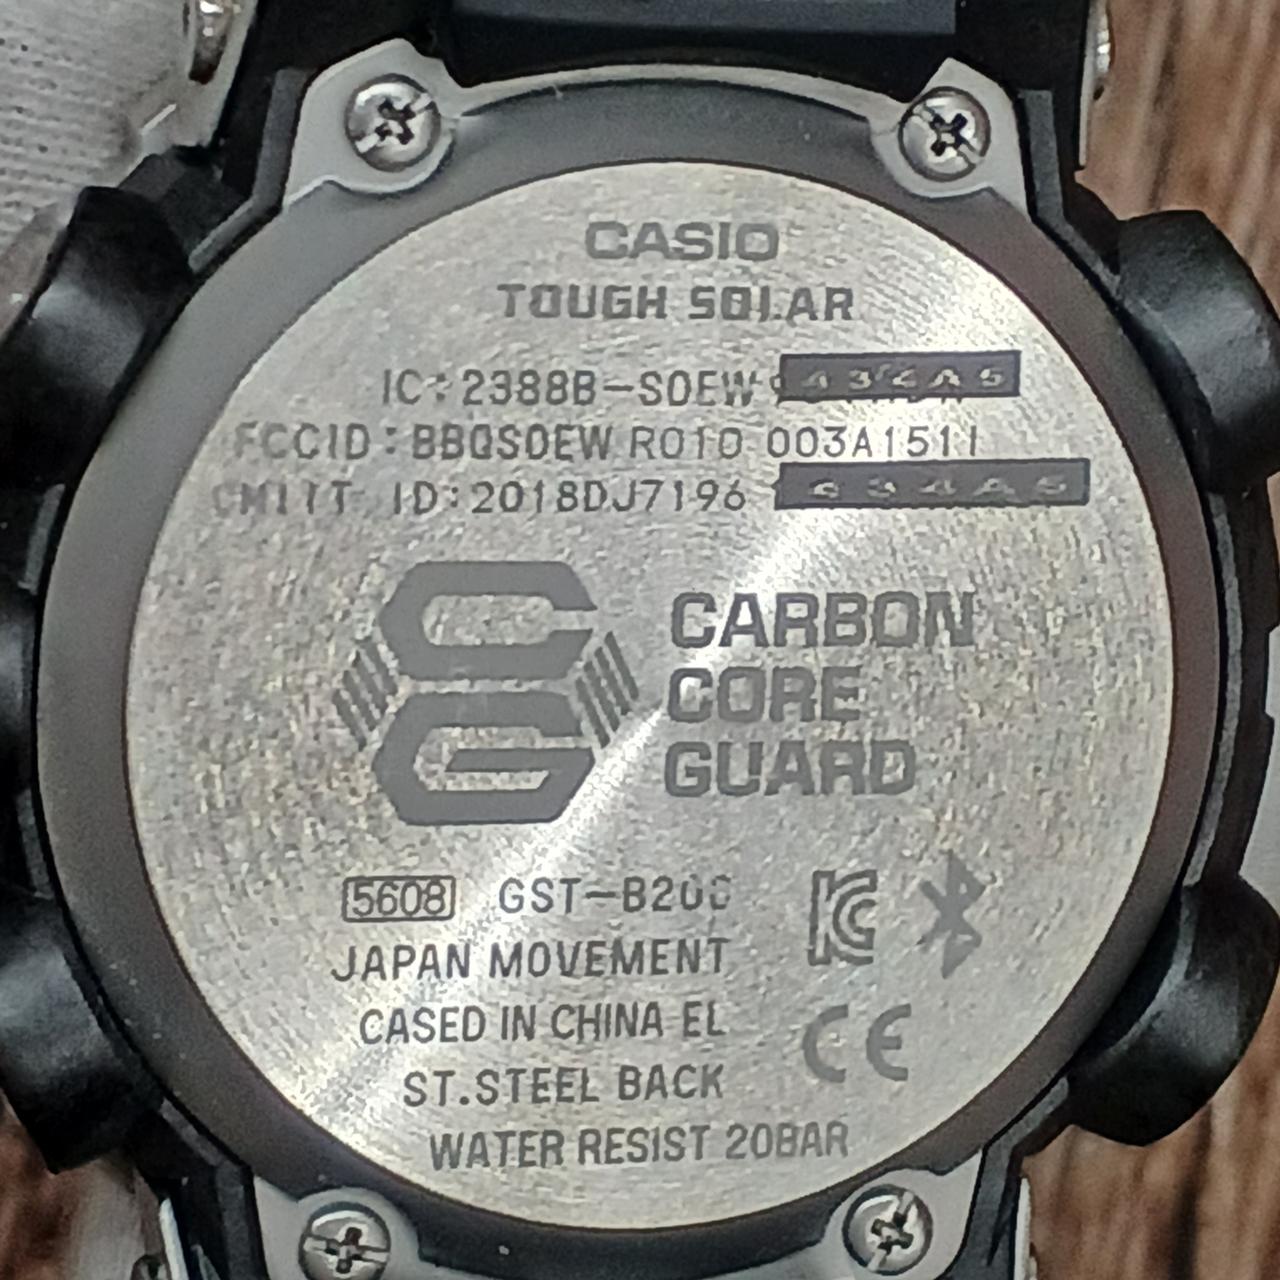 CASIO
TOUGH SOLAR
IC:2388B-SOEW
FCCID:BBQSOEW R010 003A1511
CMIIT ID:2018DJ7196
CARBON
CORE
GUARD
5608 GST-B200
JAPAN MOVEMENT
CASED IN CHINA EL
ST.STEEL BACK
WATER RESIST 20BAR